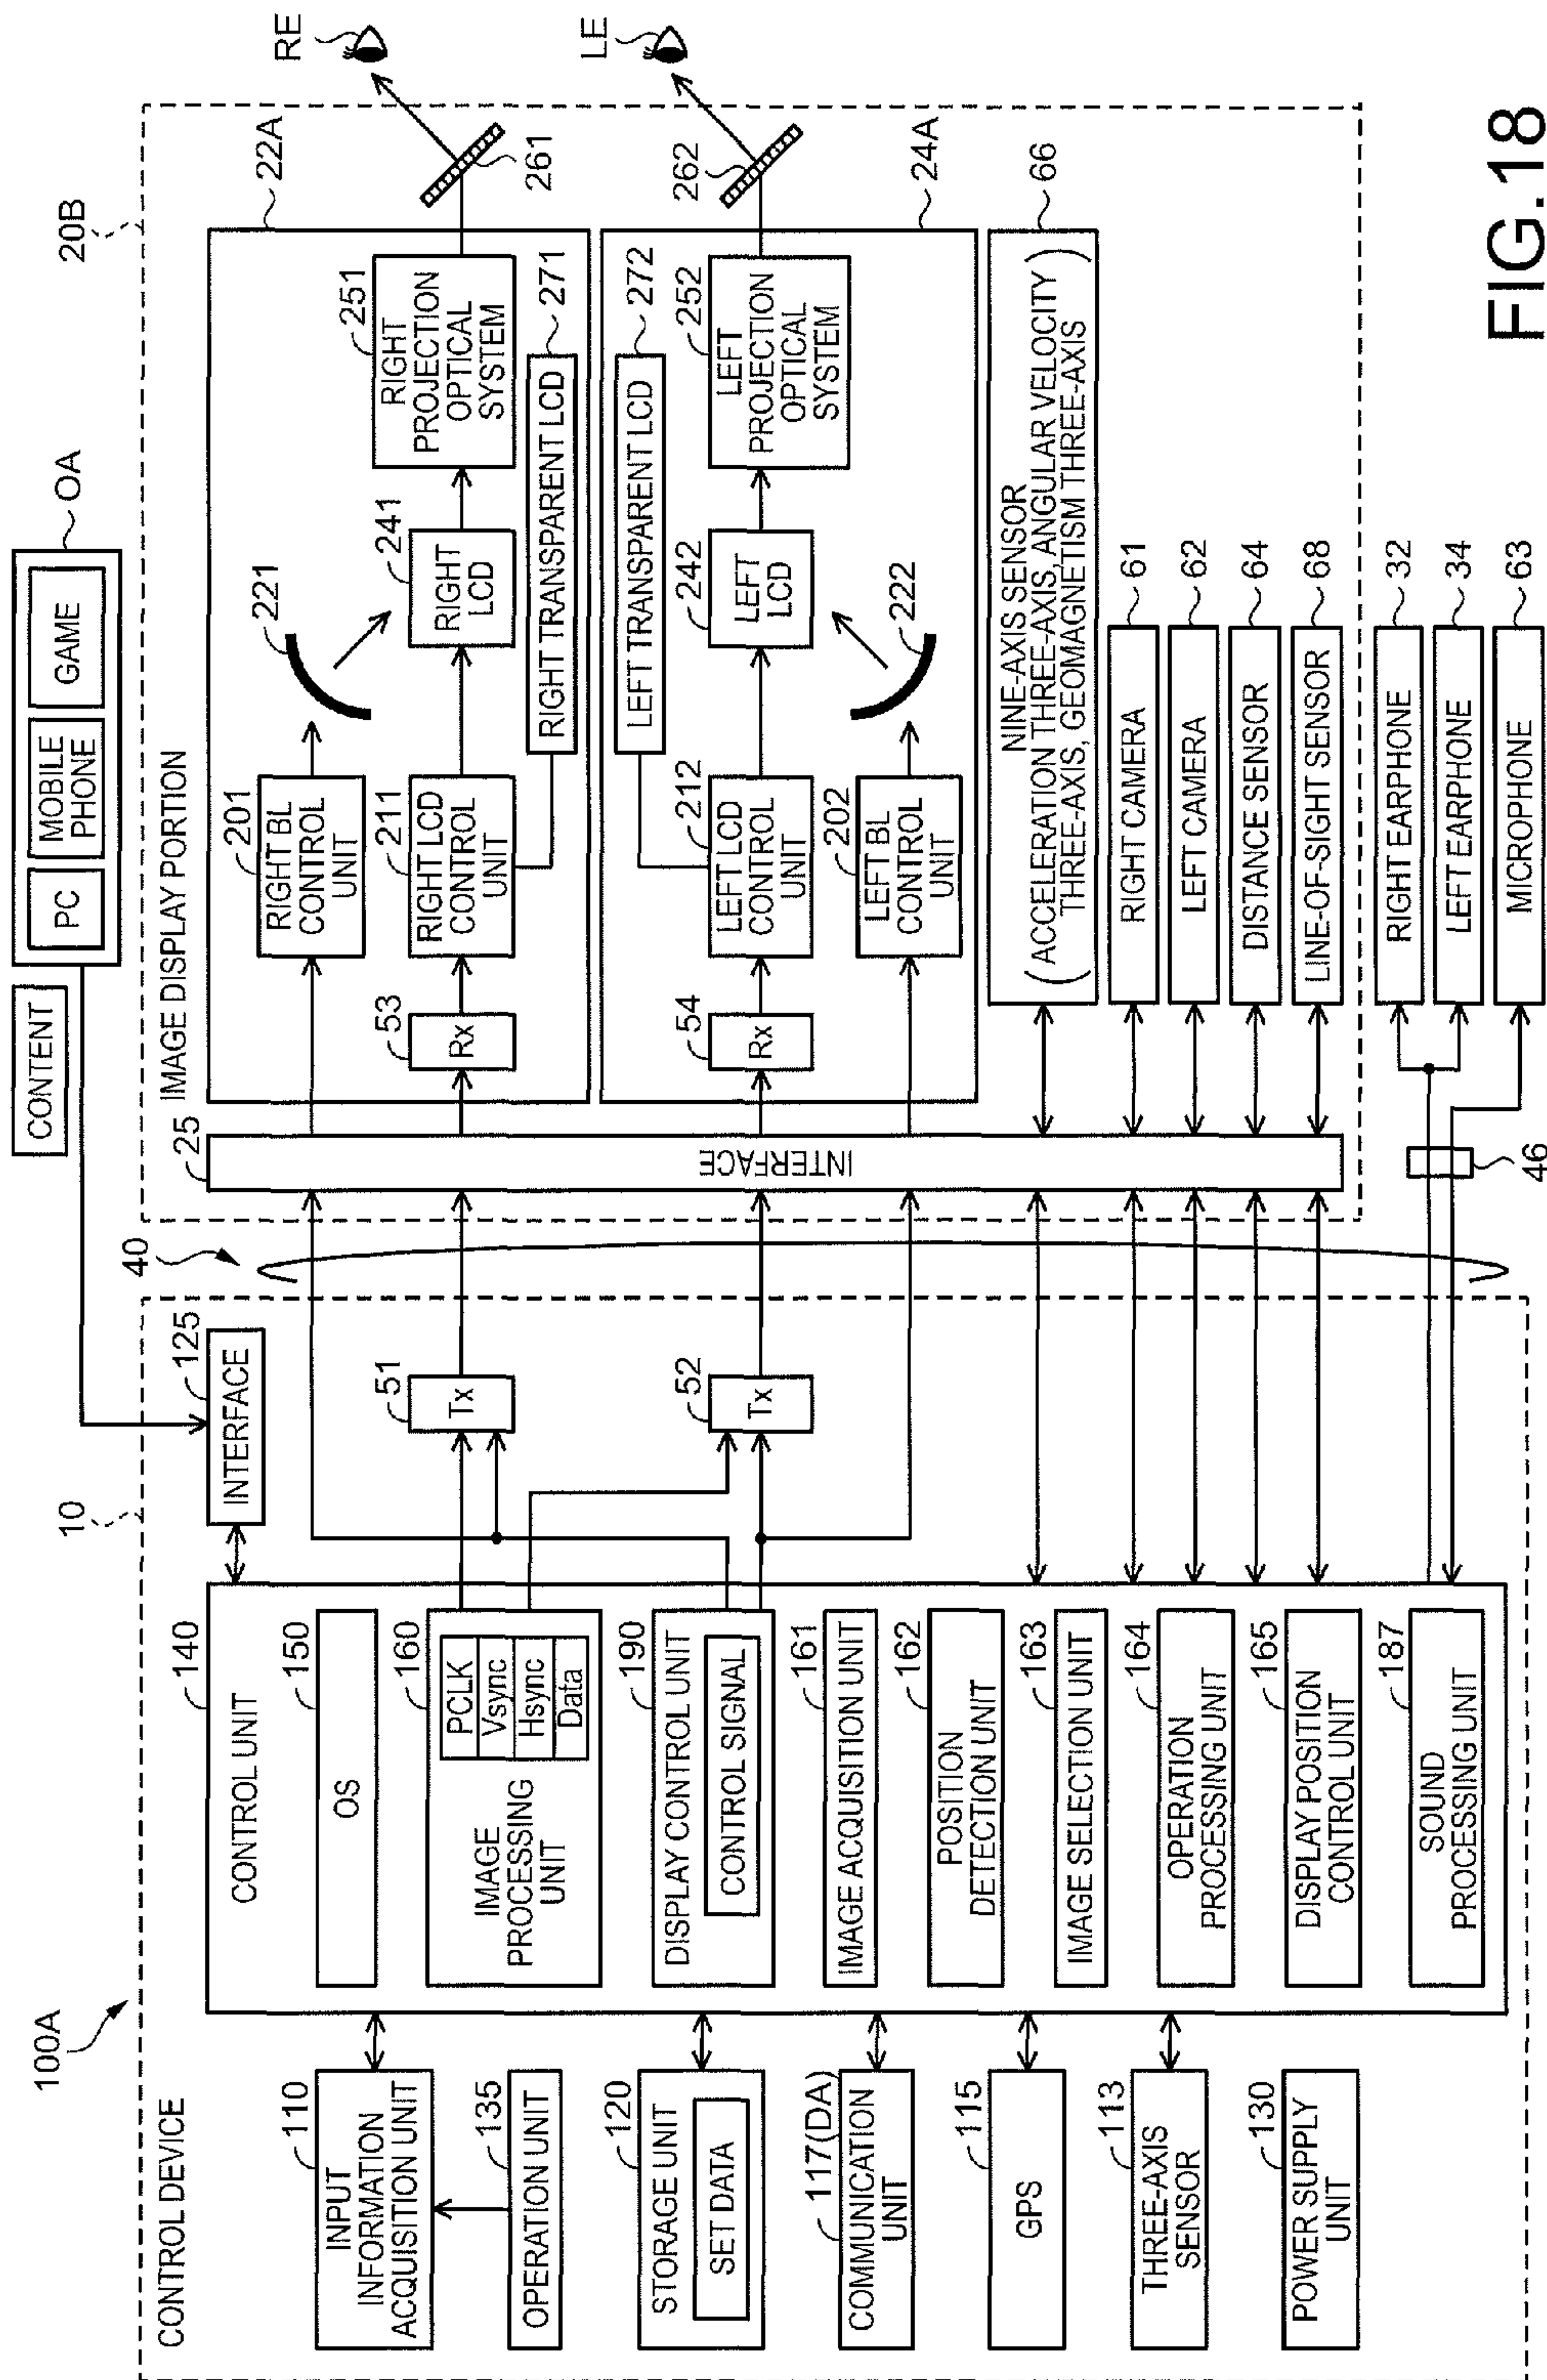 100A
CONTROL DEVICE
10
110
INPUT
INFORMATION
ACQUISITION UNIT
135
OPERATION UNIT
120
STORAGE UNIT
SET DATA
117(DA)
COMMUNICATION
UNIT
115
GPS
113
THREE-AXIS
SENSOR
130
POWER SUPPLY
UNIT
140
CONTROL UNIT
150
OS
160
IMAGE
PROCESSING
UNIT
PCLK
Vsync
Hsync
Data
190
DISPLAY CONTROL UNIT
CONTROL SIGNAL
161
IMAGE ACQUISITION UNIT
162
POSITION
DETECTION UNIT
163
IMAGE SELECTION UNIT
164
OPERATION
PROCESSING UNIT
165
DISPLAY POSITION
CONTROL UNIT
187
SOUND
PROCESSING UNIT
125
INTERFACE
51
Tx
52
Tx
40
CONTENT
OA
PC
MOBILE
PHONE
GAME
20B
IMAGE DISPLAY PORTION
25
INTERFACE
22A
201
RIGHT BL
CONTROL
UNIT
221
53
Rx
211
RIGHT LCD
CONTROL
UNIT
241
RIGHT
LCD
251
RIGHT
PROJECTION
OPTICAL
SYSTEM
271
RIGHT TRANSPARENT LCD
261
RE
24A
272
LEFT TRANSPARENT LCD
54
Rx
212
LEFT LCD
CONTROL
UNIT
242
LEFT
LCD
252
LEFT
PROJECTION
OPTICAL
SYSTEM
202
LEFT BL
CONTROL
UNIT
222
262
LE
66
NINE-AXIS SENSOR
(ACCELERATION THREE-AXIS, ANGULAR VELOCITY
THREE-AXIS, GEOMAGNETISM THREE-AXIS)
RIGHT CAMERA
61
LEFT CAMERA
62
DISTANCE SENSOR
64
LINE-OF-SIGHT SENSOR
68
RIGHT EARPHONE
32
LEFT EARPHONE
34
MICROPHONE
63
46
FIG.18